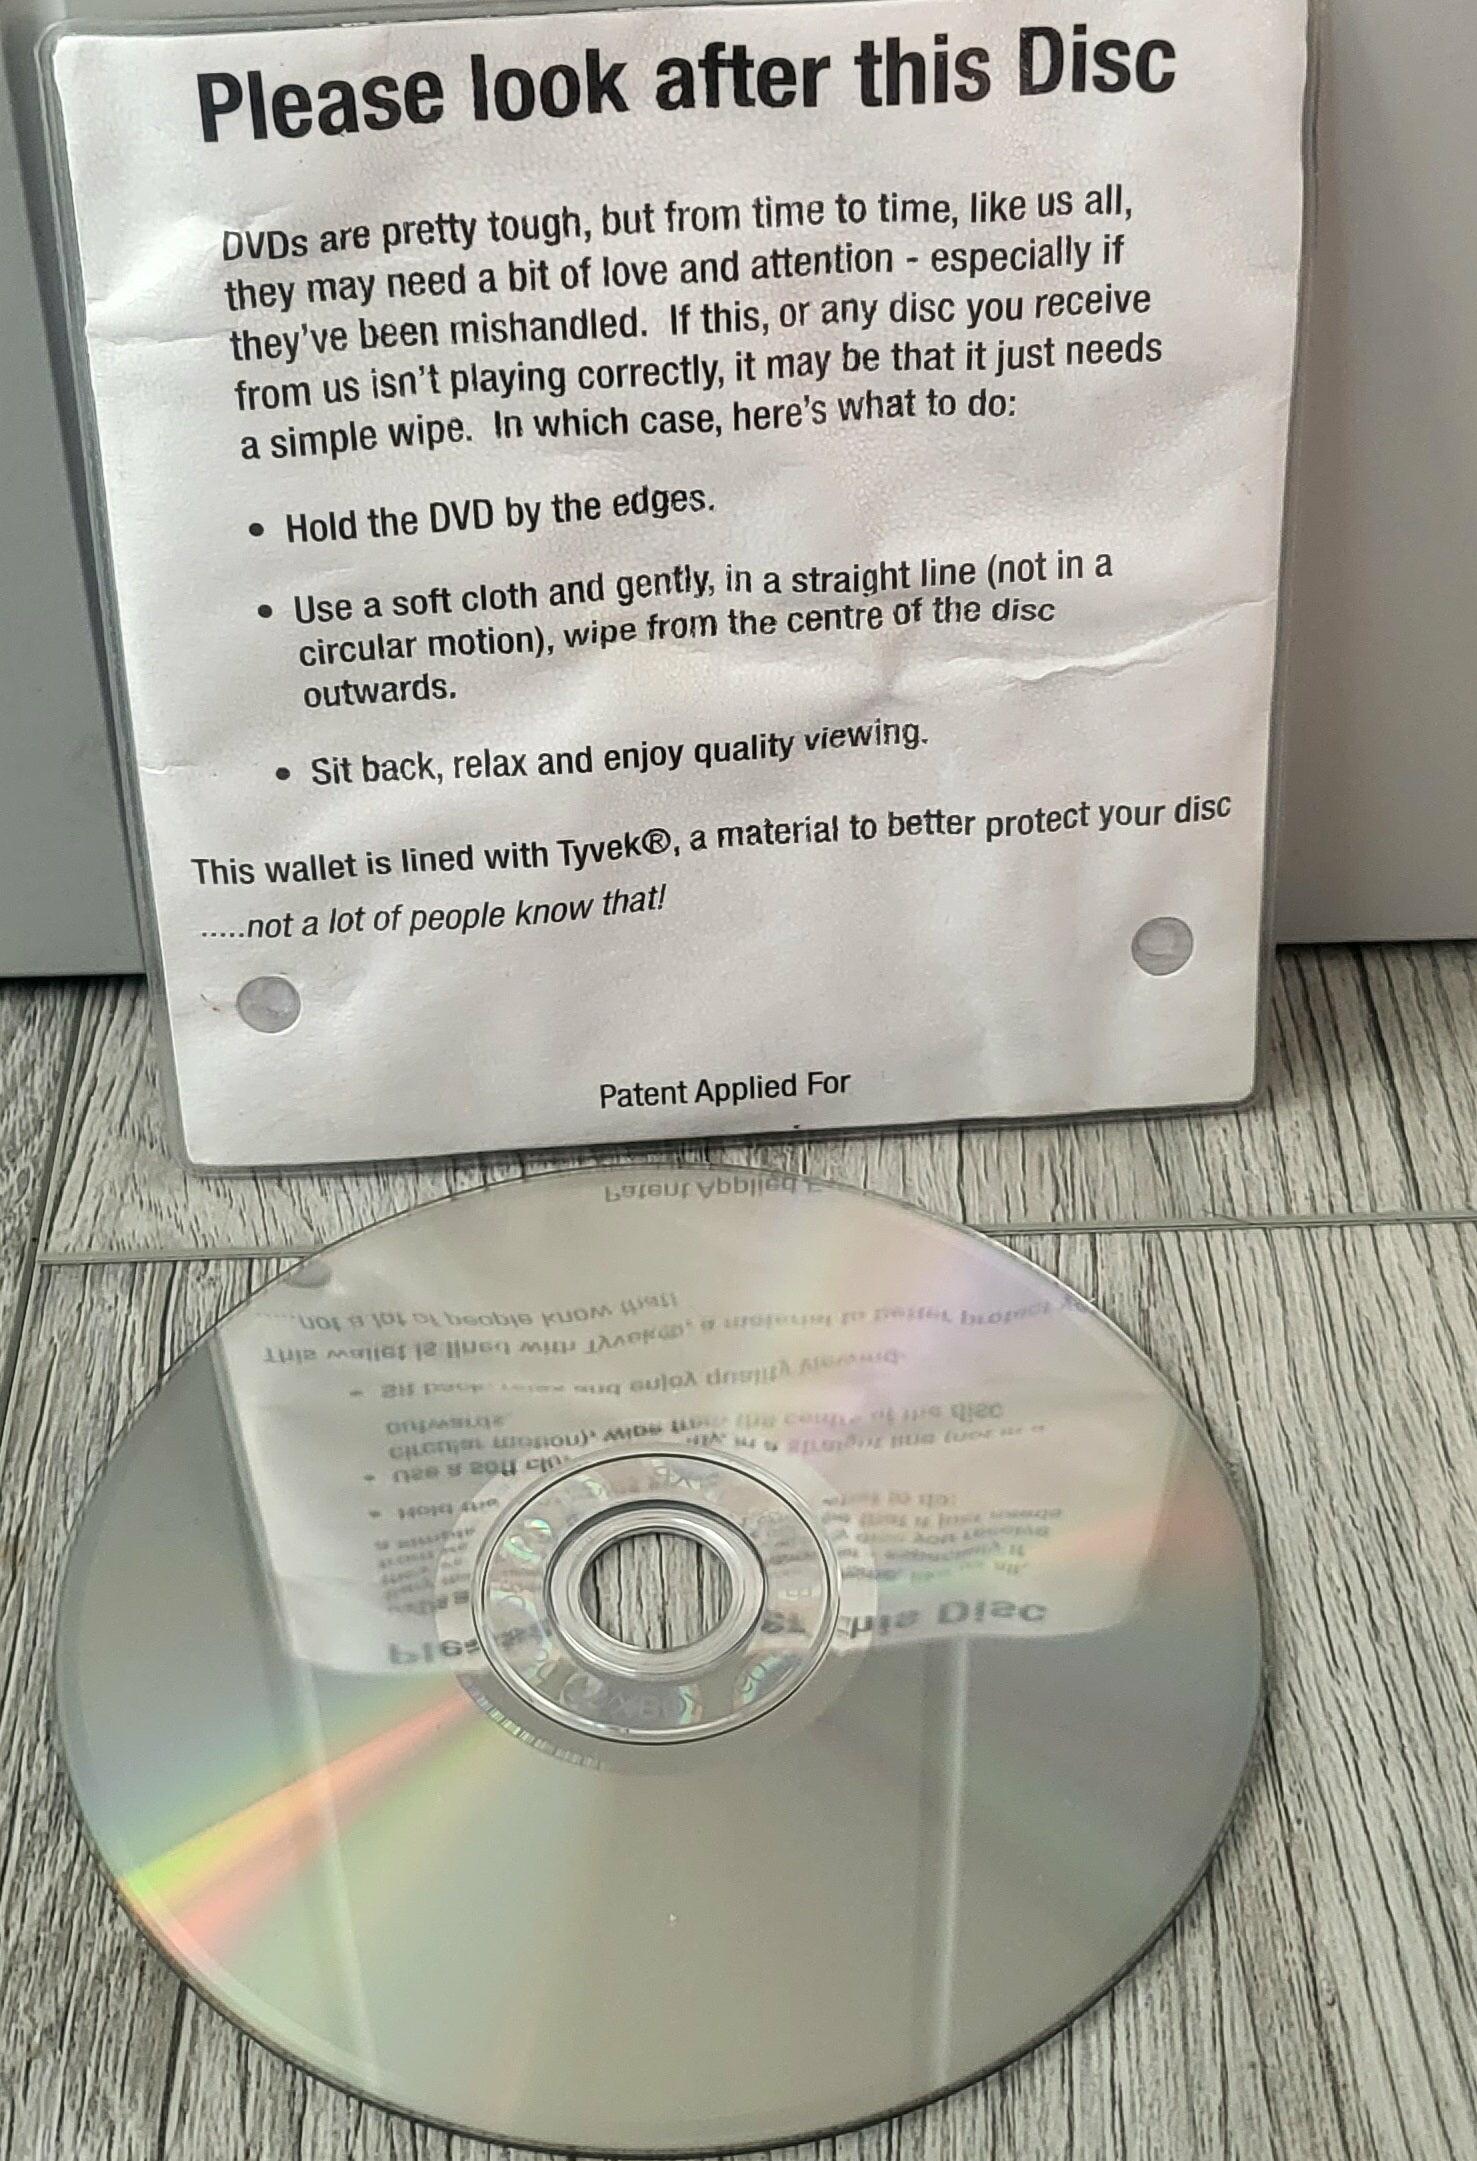 Please look after this Disc
DVDs are pretty tough, but from time to time, like us all,
they may need a bit of love and attention - especially if
they've been mishandled.  If this, or any disc you receive
from us isn't playing correctly, it may be that it just needs
a simple wipe.  In which case, here's what to do:
• Hold the DVD by the edges.
• Use a soft cloth and gently, in a straight line (not in a
circular motion), wipe from the centre of the disc
outwards.
• Sit back, relax and enjoy quality viewing.
This wallet is lined with Tyvek®, a material to better protect your disc
.....not a lot of people know that!
Patent Applied For